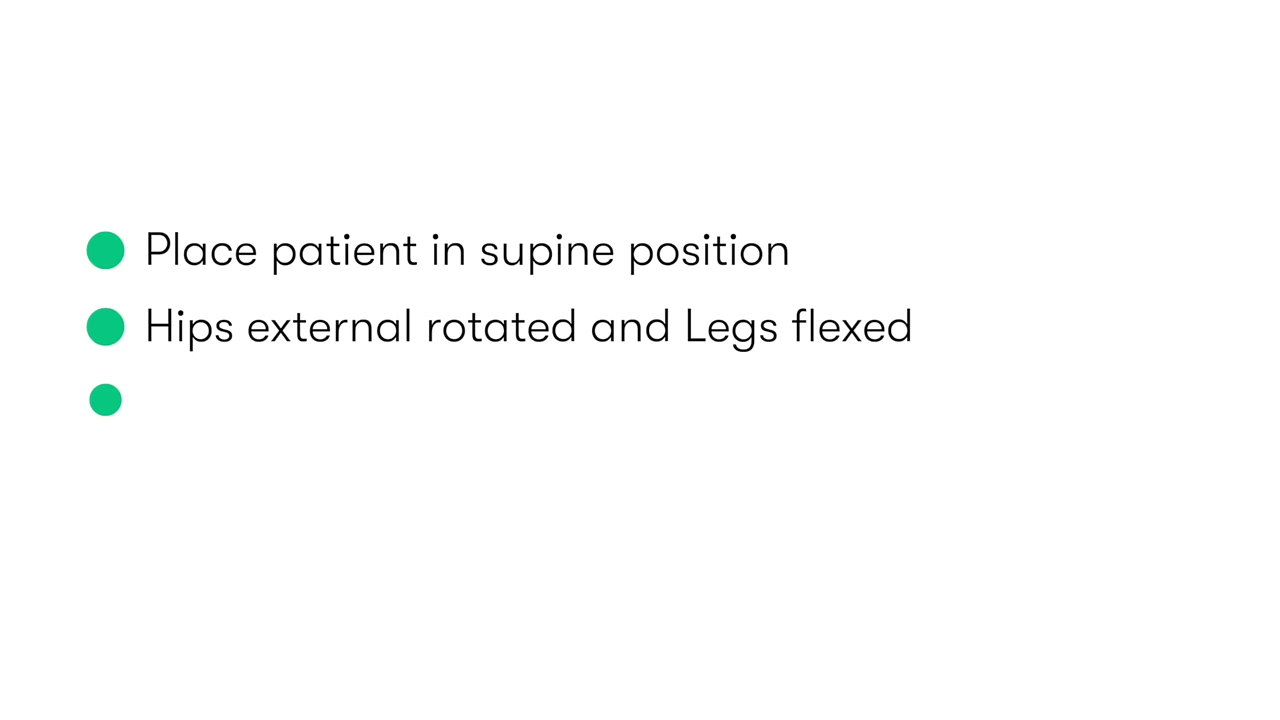 Place patient in supine position
Hips external rotated and Legs flexed